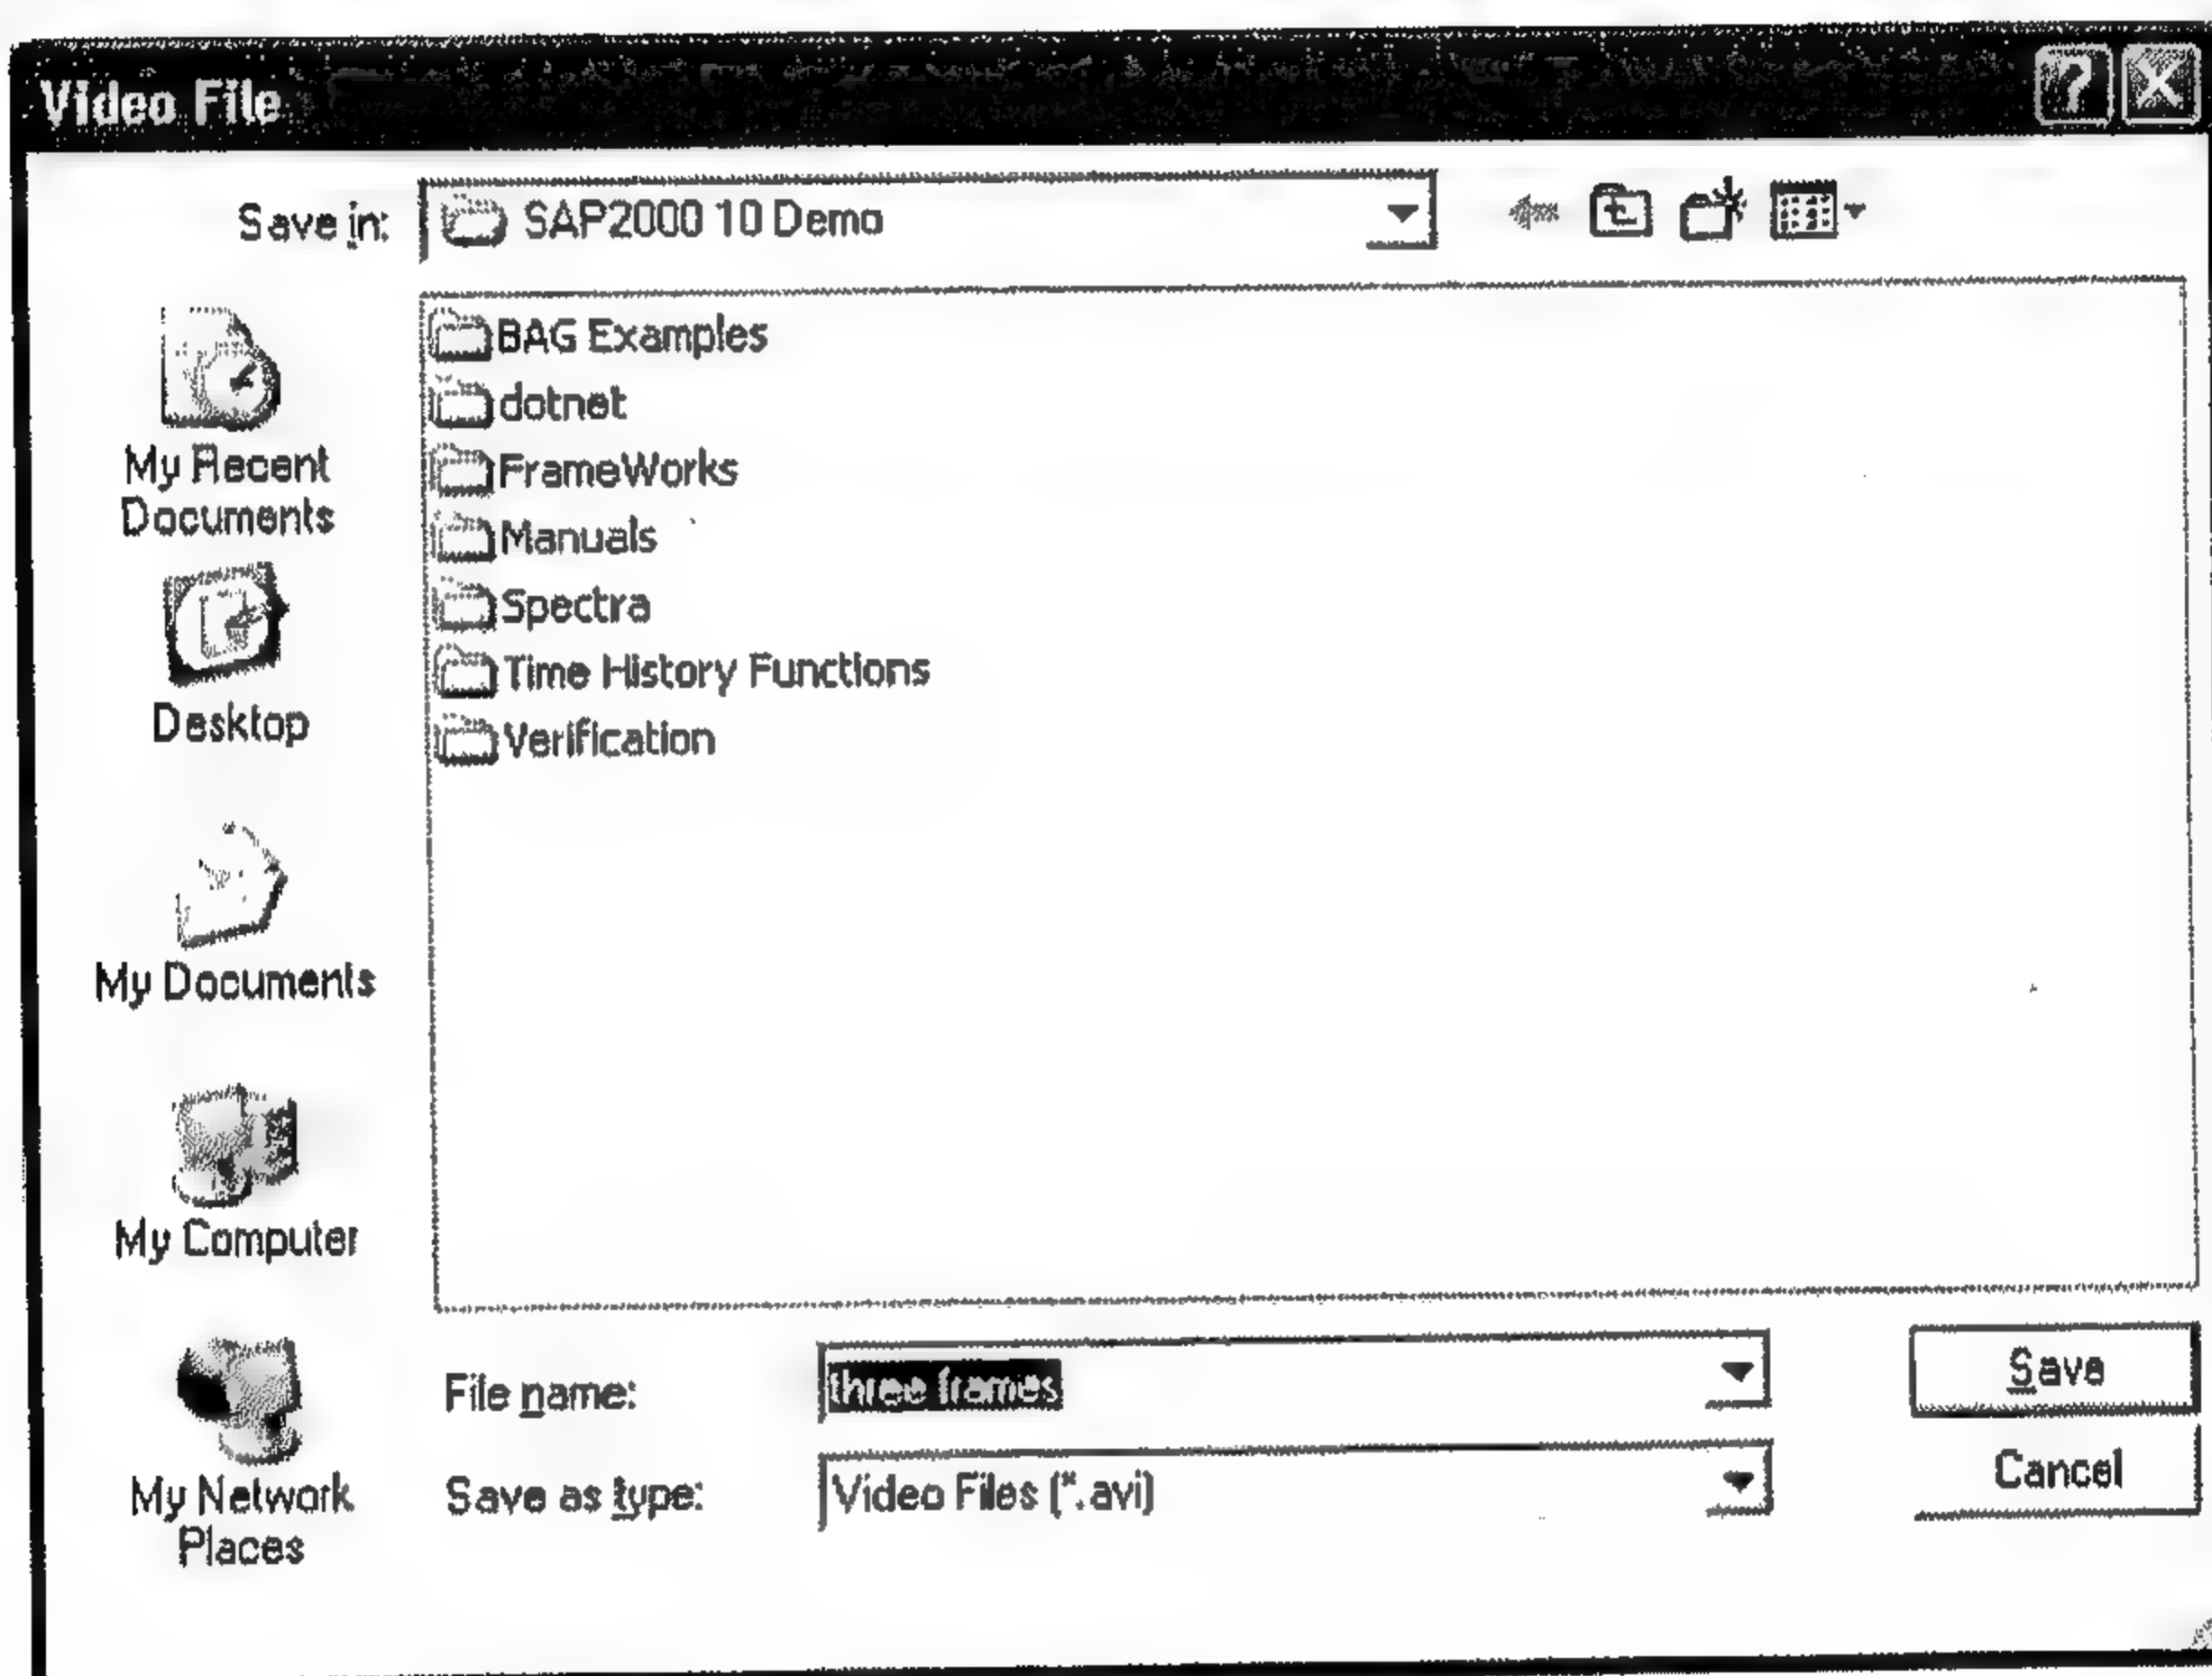 Video File
Save in: SAP2000 10 Demo
BAG Examples
dotnet
FrameWorks
Manuals
Spectra
Time History Functions
Verification
My Recent
Documents
Desktop
My Documents
My Computer
My Network
Places
File name: three frames
Save
Save as type: Video Files (*.avi)
Cancel